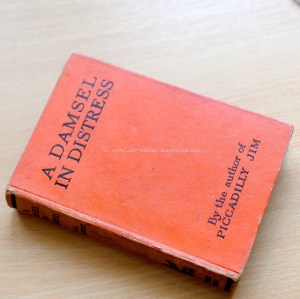 A DAMSEL
IN DISTRESS
By the author of
PICCADILLY JIM